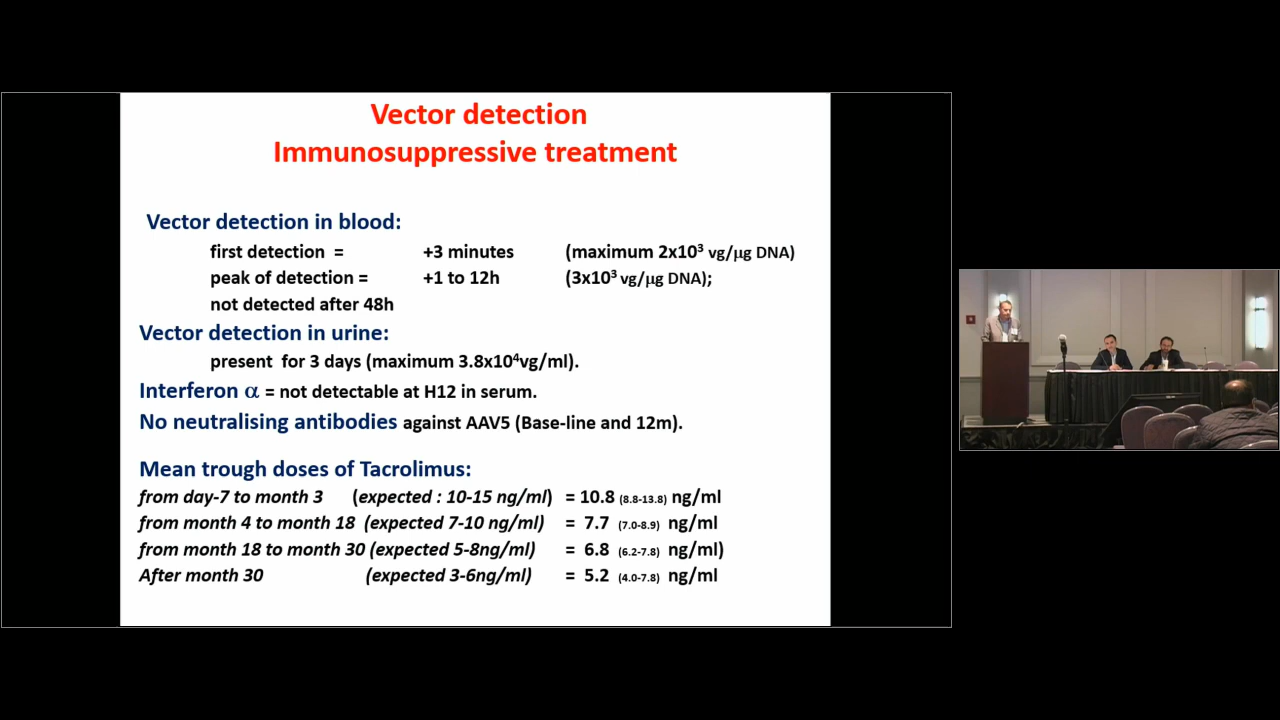 Vector detection
Immunosuppressive treatment
Vector detection in blood:
first detection = +3 minutes (maximum 2x10³ vg/μg DNA)
peak of detection = +1 to 12h (3x10³ vg/μg DNA);
not detected after 48h
Vector detection in urine:
present for 3 days (maximum 3.8x10⁴vg/ml).
Interferon α = not detectable at H12 in serum.
No neutralising antibodies against AAV5 (Base-line and 12m).
Mean trough doses of Tacrolimus:
from day-7 to month 3 (expected : 10-15 ng/ml) = 10.8 (8.8-13.8) ng/ml
from month 4 to month 18 (expected 7-10 ng/ml) = 7.7 (7.0-8.9) ng/ml
from month 18 to month 30 (expected 5-8ng/ml) = 6.8 (6.2-7.8) ng/ml)
After month 30 (expected 3-6ng/ml) = 5.2 (4.0-7.8) ng/ml